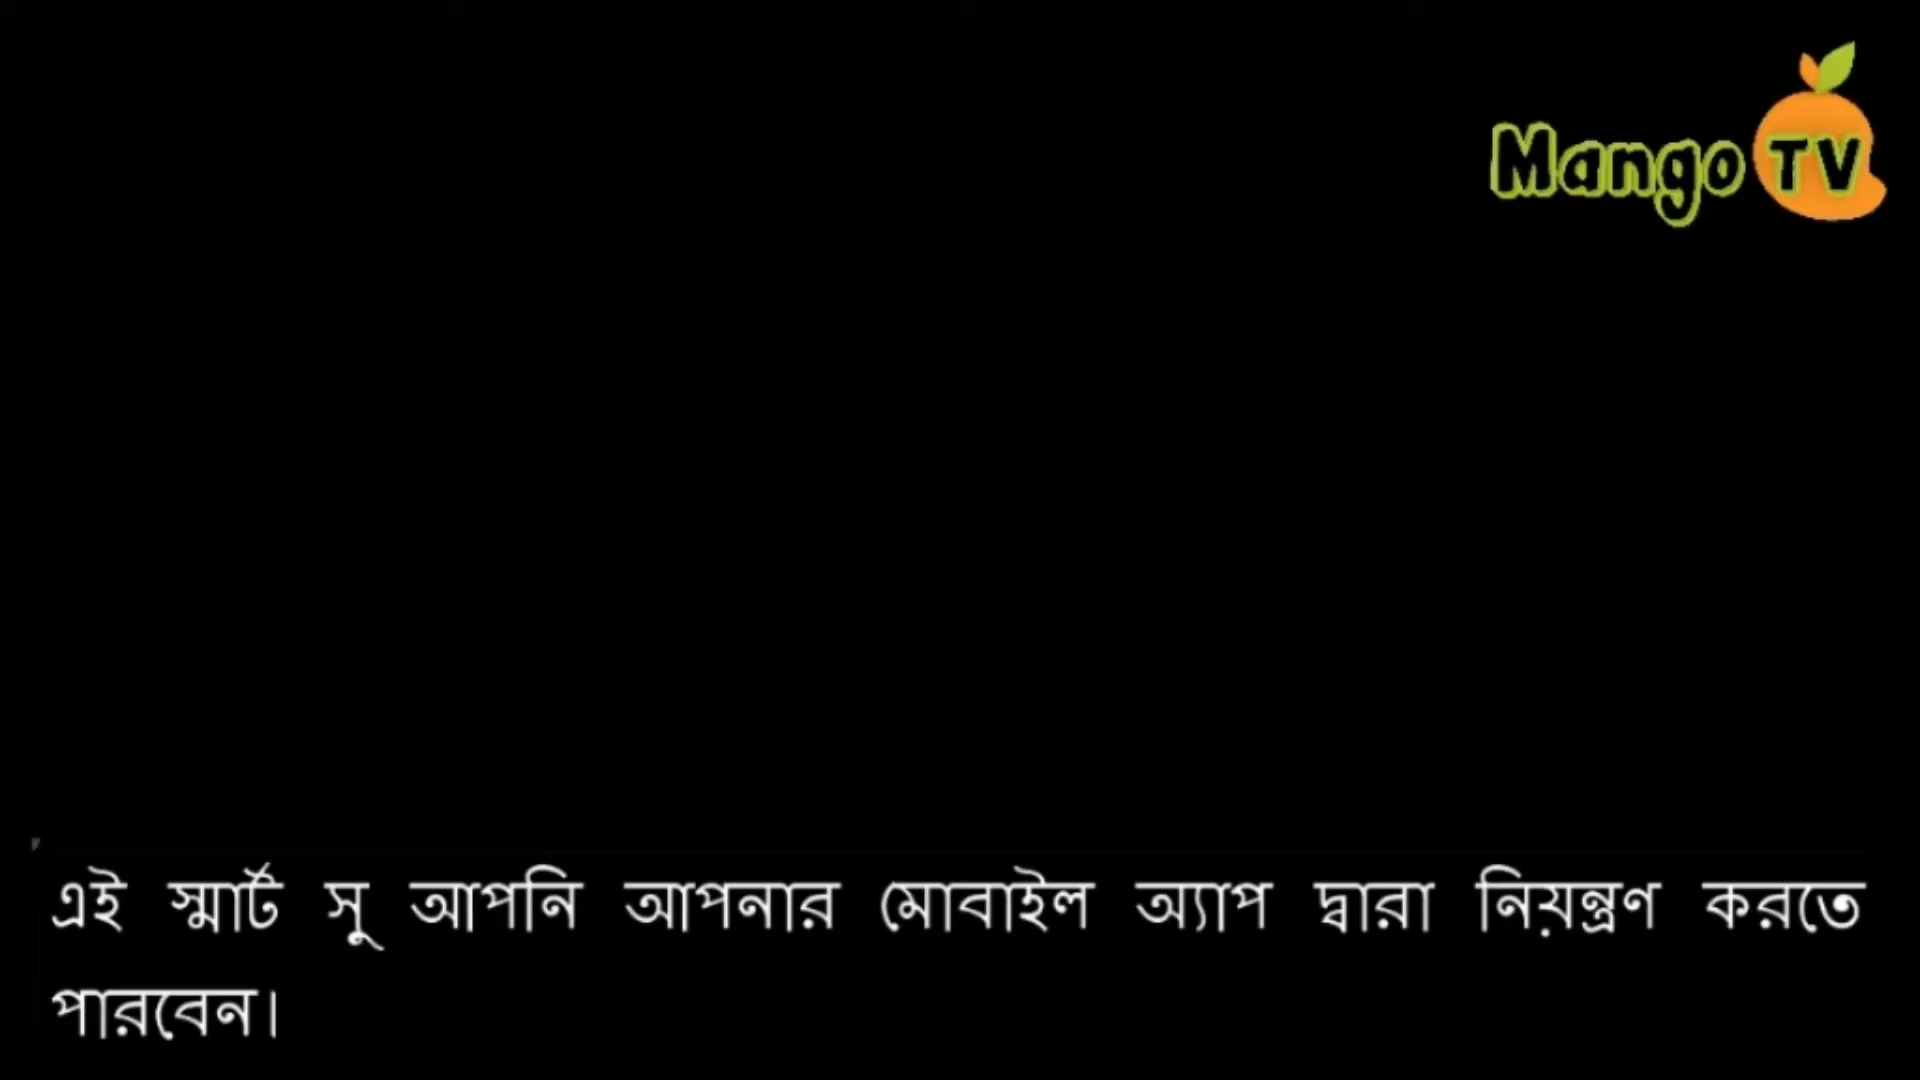 Mango TV
এই স্মার্ট সু আপনি আপনার মোবাইল অ্যাপ দ্বারা নিয়ন্ত্রণ করতে
পারবেন।